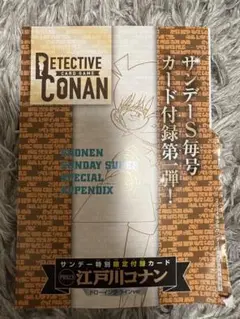 DETECTIVE
CARD GAME
CONAN
サンデーS毎号
カード付録第一弾!
SHONEN
SUNDAY SUPER
SPECIAL
APPENDIX
サンデー特別限定付録カード
江戸川コナン